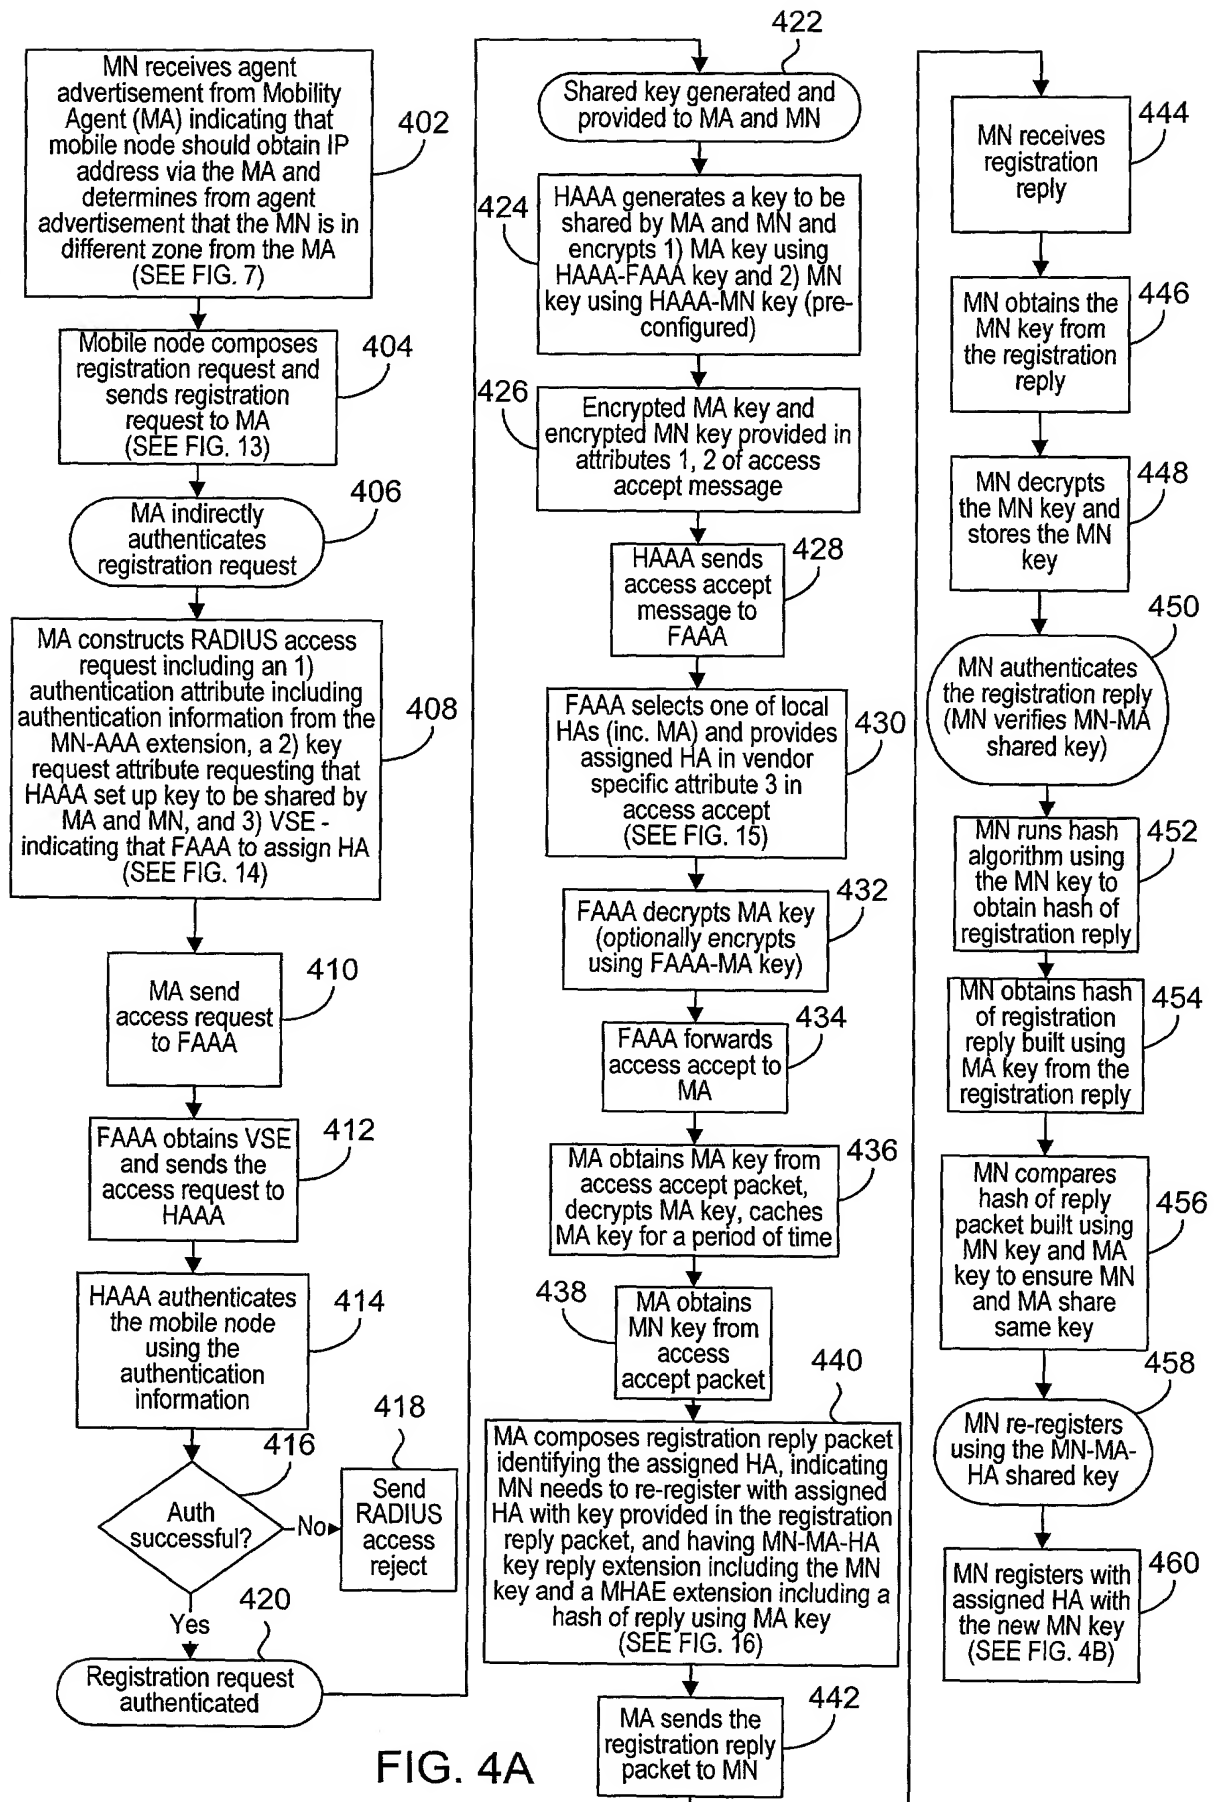 MN receives agent
advertisement from Mobility
Agent (MA) indicating that
mobile node should obtain IP
address via the MA and
determines from agent
advertisement that the MN is in
different zone from the MA
(SEE FIG. 7)
402
Mobile node composes
registration request and
sends registration
request to MA
(SEE FIG. 13)
404
MA indirectly
authenticates
registration request
406
MA constructs RADIUS access
request including an 1)
authentication attribute including
authentication information from the
MN-AAA extension, a 2) key
request attribute requesting that
HAAA set up key to be shared by
MA and MN, and 3) VSE -
indicating that FAAA to assign HA
(SEE FIG. 14)
408
MA send
access request
to FAAA
410
FAAA obtains VSE
and sends the
access request to
HAAA
412
HAAA authenticates
the mobile node
using the
authentication
information
414
Auth
successful?
416
No
Send
RADIUS
access
reject
418
Yes
Registration request
authenticated
420
Shared key generated and
provided to MA and MN
422
HAAA generates a key to be
shared by MA and MN and
encrypts 1) MA key using
HAAA-FAAA key and 2) MN
key using HAAA-MN key (pre-
configured)
424
Encrypted MA key and
encrypted MN key provided in
attributes 1, 2 of access
accept message
426
HAAA sends
access accept
message to
FAAA
428
FAAA selects one of local
HAs (inc. MA) and provides
assigned HA in vendor
specific attribute 3 in
access accept
(SEE FIG. 15)
430
FAAA decrypts MA key
(optionally encrypts
using FAAA-MA key)
432
FAAA forwards
access accept to
MA
434
MA obtains MA key from
access accept packet,
decrypts MA key, caches
MA key for a period of time
436
MA obtains
MN key from
access
accept packet
438
MA composes registration reply packet
identifying the assigned HA, indicating
MN needs to re-register with assigned
HA with key provided in the registration
reply packet, and having MN-MA-HA
key reply extension including the MN
key and a MHAE extension including a
hash of reply using MA key
(SEE FIG. 16)
440
MA sends the
registration reply
packet to MN
442
MN receives
registration
reply
444
MN obtains the
MN key from
the registration
reply
446
MN decrypts
the MN key and
stores the MN
key
448
MN authenticates
the registration reply
(MN verifies MN-MA
shared key)
450
MN runs hash
algorithm using
the MN key to
obtain hash of
registration reply
452
MN obtains hash
of registration
reply built using
MA key from the
registration reply
454
MN compares
hash of reply
packet built using
MN key and MA
key to ensure MN
and MA share
same key
456
MN re-registers
using the MN-MA-
HA shared key
458
MN registers with
assigned HA with
the new MN key
(SEE FIG. 4B)
460
FIG. 4A